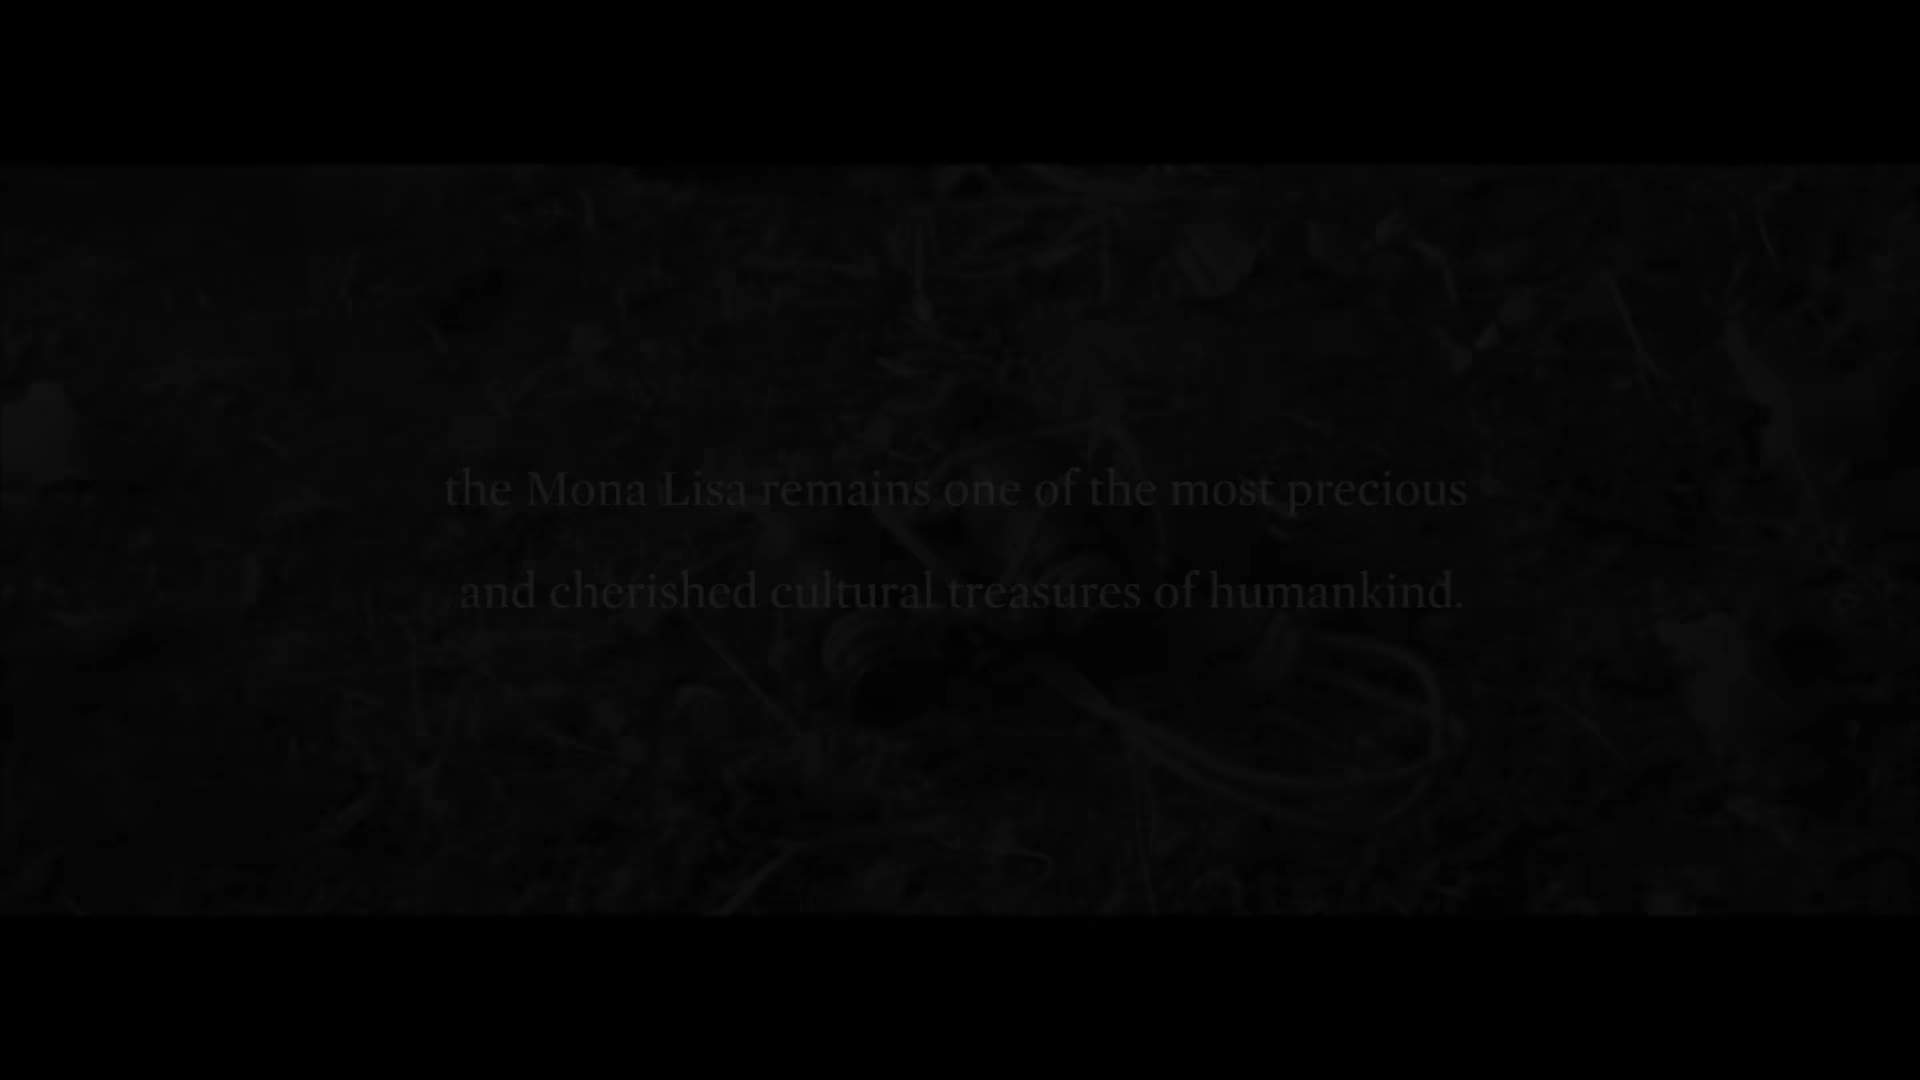 the Mona Lisa remains one of the most precious
and cherished cultural treasures of humankind.